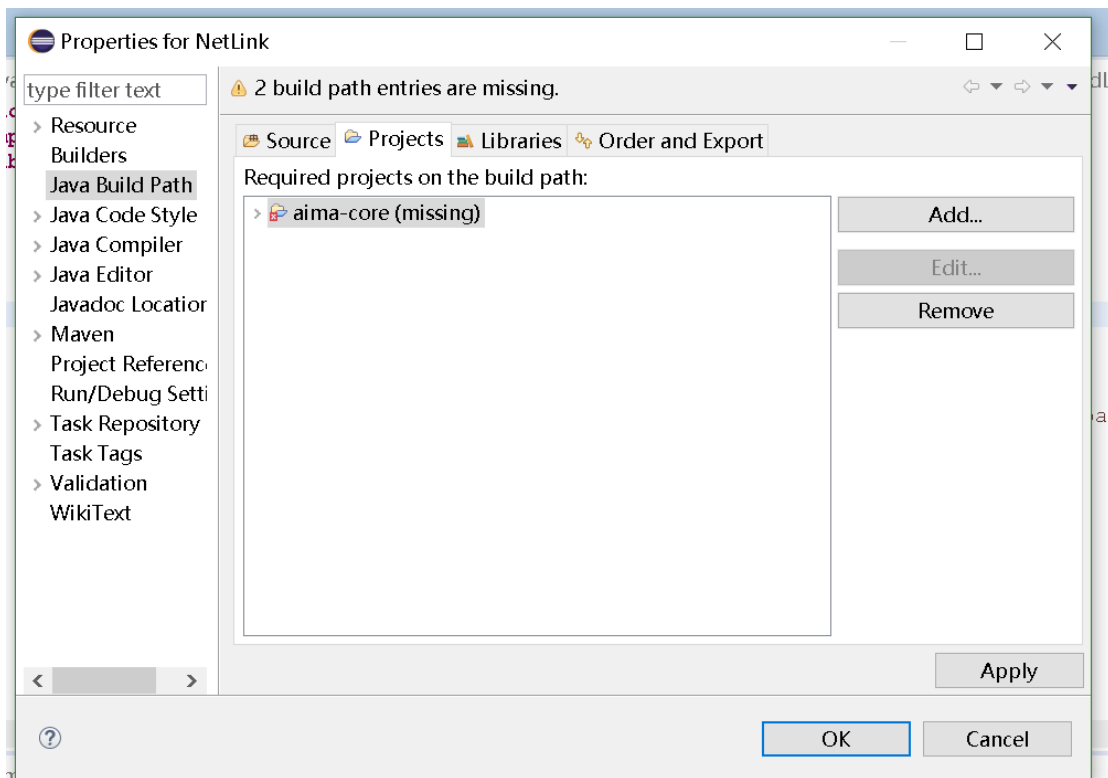 Properties for NetLink
type filter text
2 build path entries are missing.
Resource
Builders
Java Build Path
Java Code Style
Java Compiler
Java Editor
Javadoc Location
Maven
Project Reference
Run/Debug Setti
Task Repository
Task Tags
Validation
WikiText
Source
Projects
Libraries
Order and Export
Required projects on the build path:
aima-core (missing)
Add...
Edit...
Remove
Apply
OK
Cancel